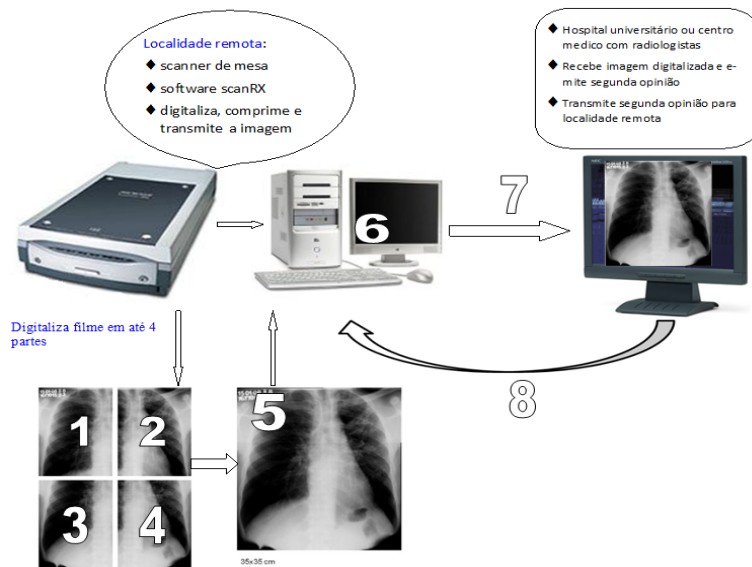 Localidade remota:
◆ scanner de mesa
◆ software scanRX
◆ digitaliza, comprime e
transmite a imagem
◆ Hospital universitário ou centro
medico com radiologistas
◆ Recebe imagem digitalizada e e-
mite segunda opinião
◆ Transmite segunda opinião para
localidade remota
6
7
Digitaliza filme em até 4
partes
8
1
2
3
4
5
35x35 cm